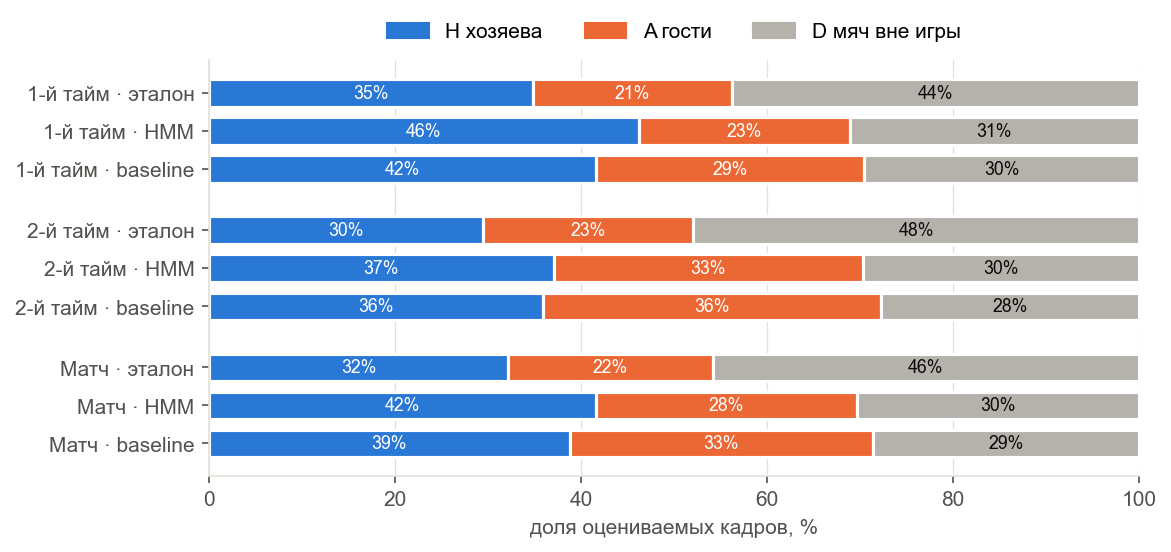 H хозяева A гости D мяч вне игры
1-й тайм · эталон 35% 21% 44%
1-й тайм · HMM 46% 23% 31%
1-й тайм · baseline 42% 29% 30%
2-й тайм · эталон 30% 23% 48%
2-й тайм · HMM 37% 33% 30%
2-й тайм · baseline 36% 36% 28%
Матч · эталон 32% 22% 46%
Матч · HMM 42% 28% 30%
Матч · baseline 39% 33% 29%
0 20 40 60 80 100
доля оцениваемых кадров, %